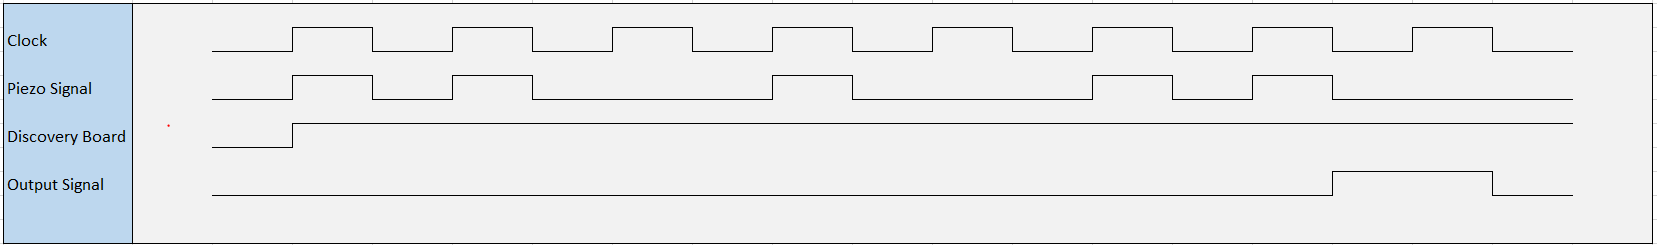 Clock
Piezo Signal
Discovery Board
Output Signal